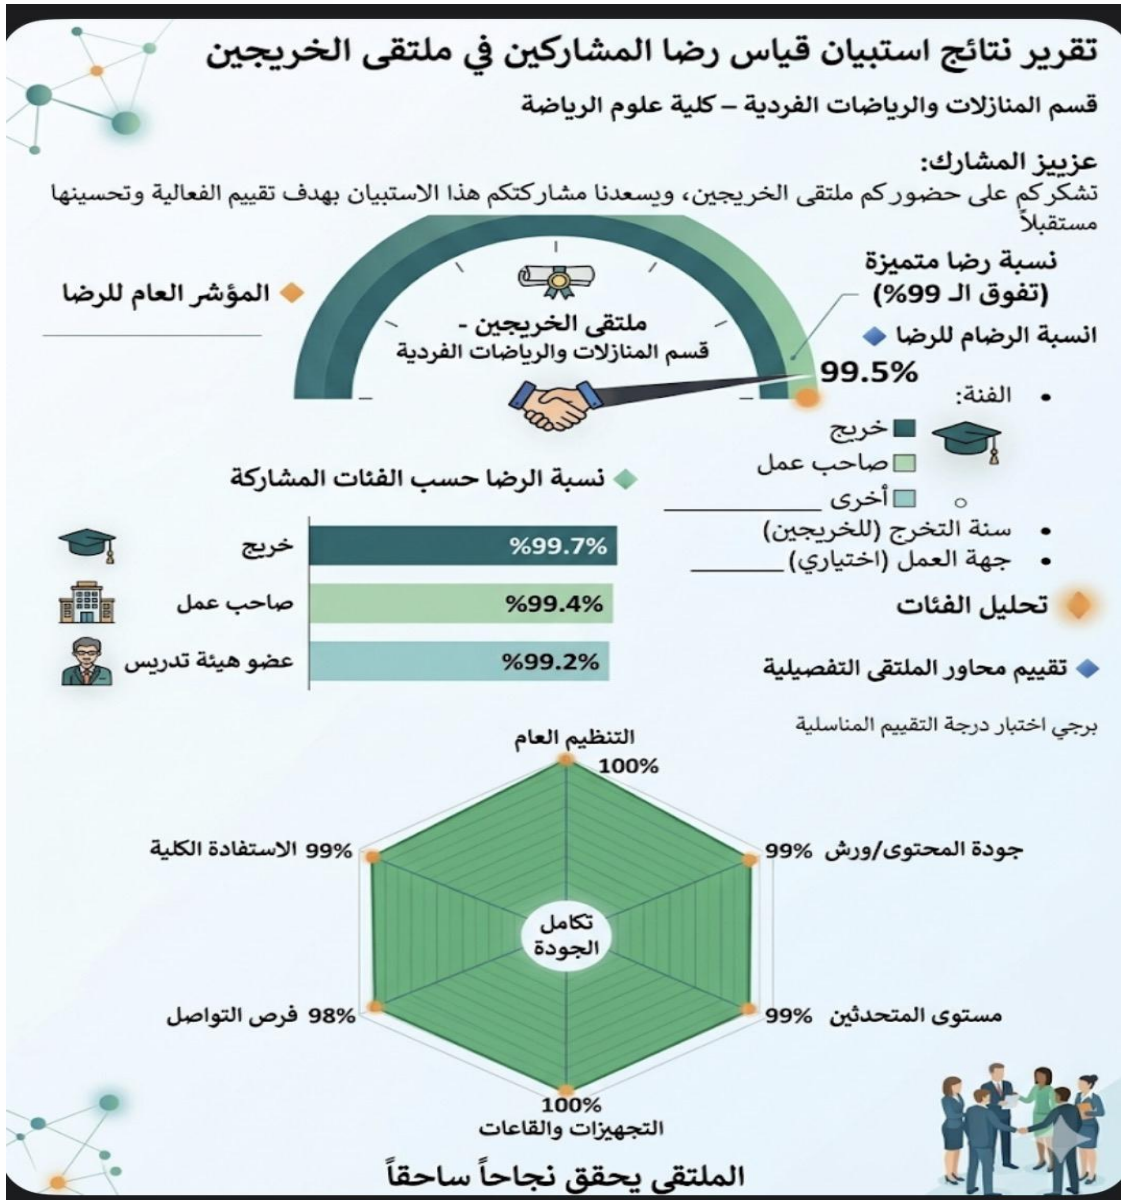 تقرير نتائج استبيان قياس رضا المشاركين في ملتقى الخريجين
قسم المنازلات والرياضات الفردية – كلية علوم الرياضة
عزييز المشارك:
تشكركم على حضوركم ملتقى الخريجين، ويسعدنا مشاركتكم هذا الاستبيان بهدف تقييم الفعالية وتحسينها
مستقبلاً
نسبة رضا متميزة
(تفوق الـ 99%)
المؤشر العام للرضا
ملتقى الخريجين -
قسم المنازلات والرياضات الفردية
انسبة الرضام للرضا
99.5%
الفنة:
خريج
صاحب عمل
أخرى
سنة التخرج (للخريجين)
جهة العمل (اختياري)
نسبة الرضا حسب الفئات المشاركة
خريج %99.7
صاحب عمل %99.4
عضو هيئة تدريس %99.2
تحليل الفئات
تقييم محاور الملتقى التفصيلية
برجي اختبار درجة التقييم المناسلية
التنظيم العام
100%
جودة المحتوى/ورش 99%
الاستفادة الكلية 99%
تكامل
الجودة
مستوى المتحدثين 99%
فرص التواصل 98%
100%
التجهيزات والقاعات
الملتقى يحقق نجاحاً ساحقاً